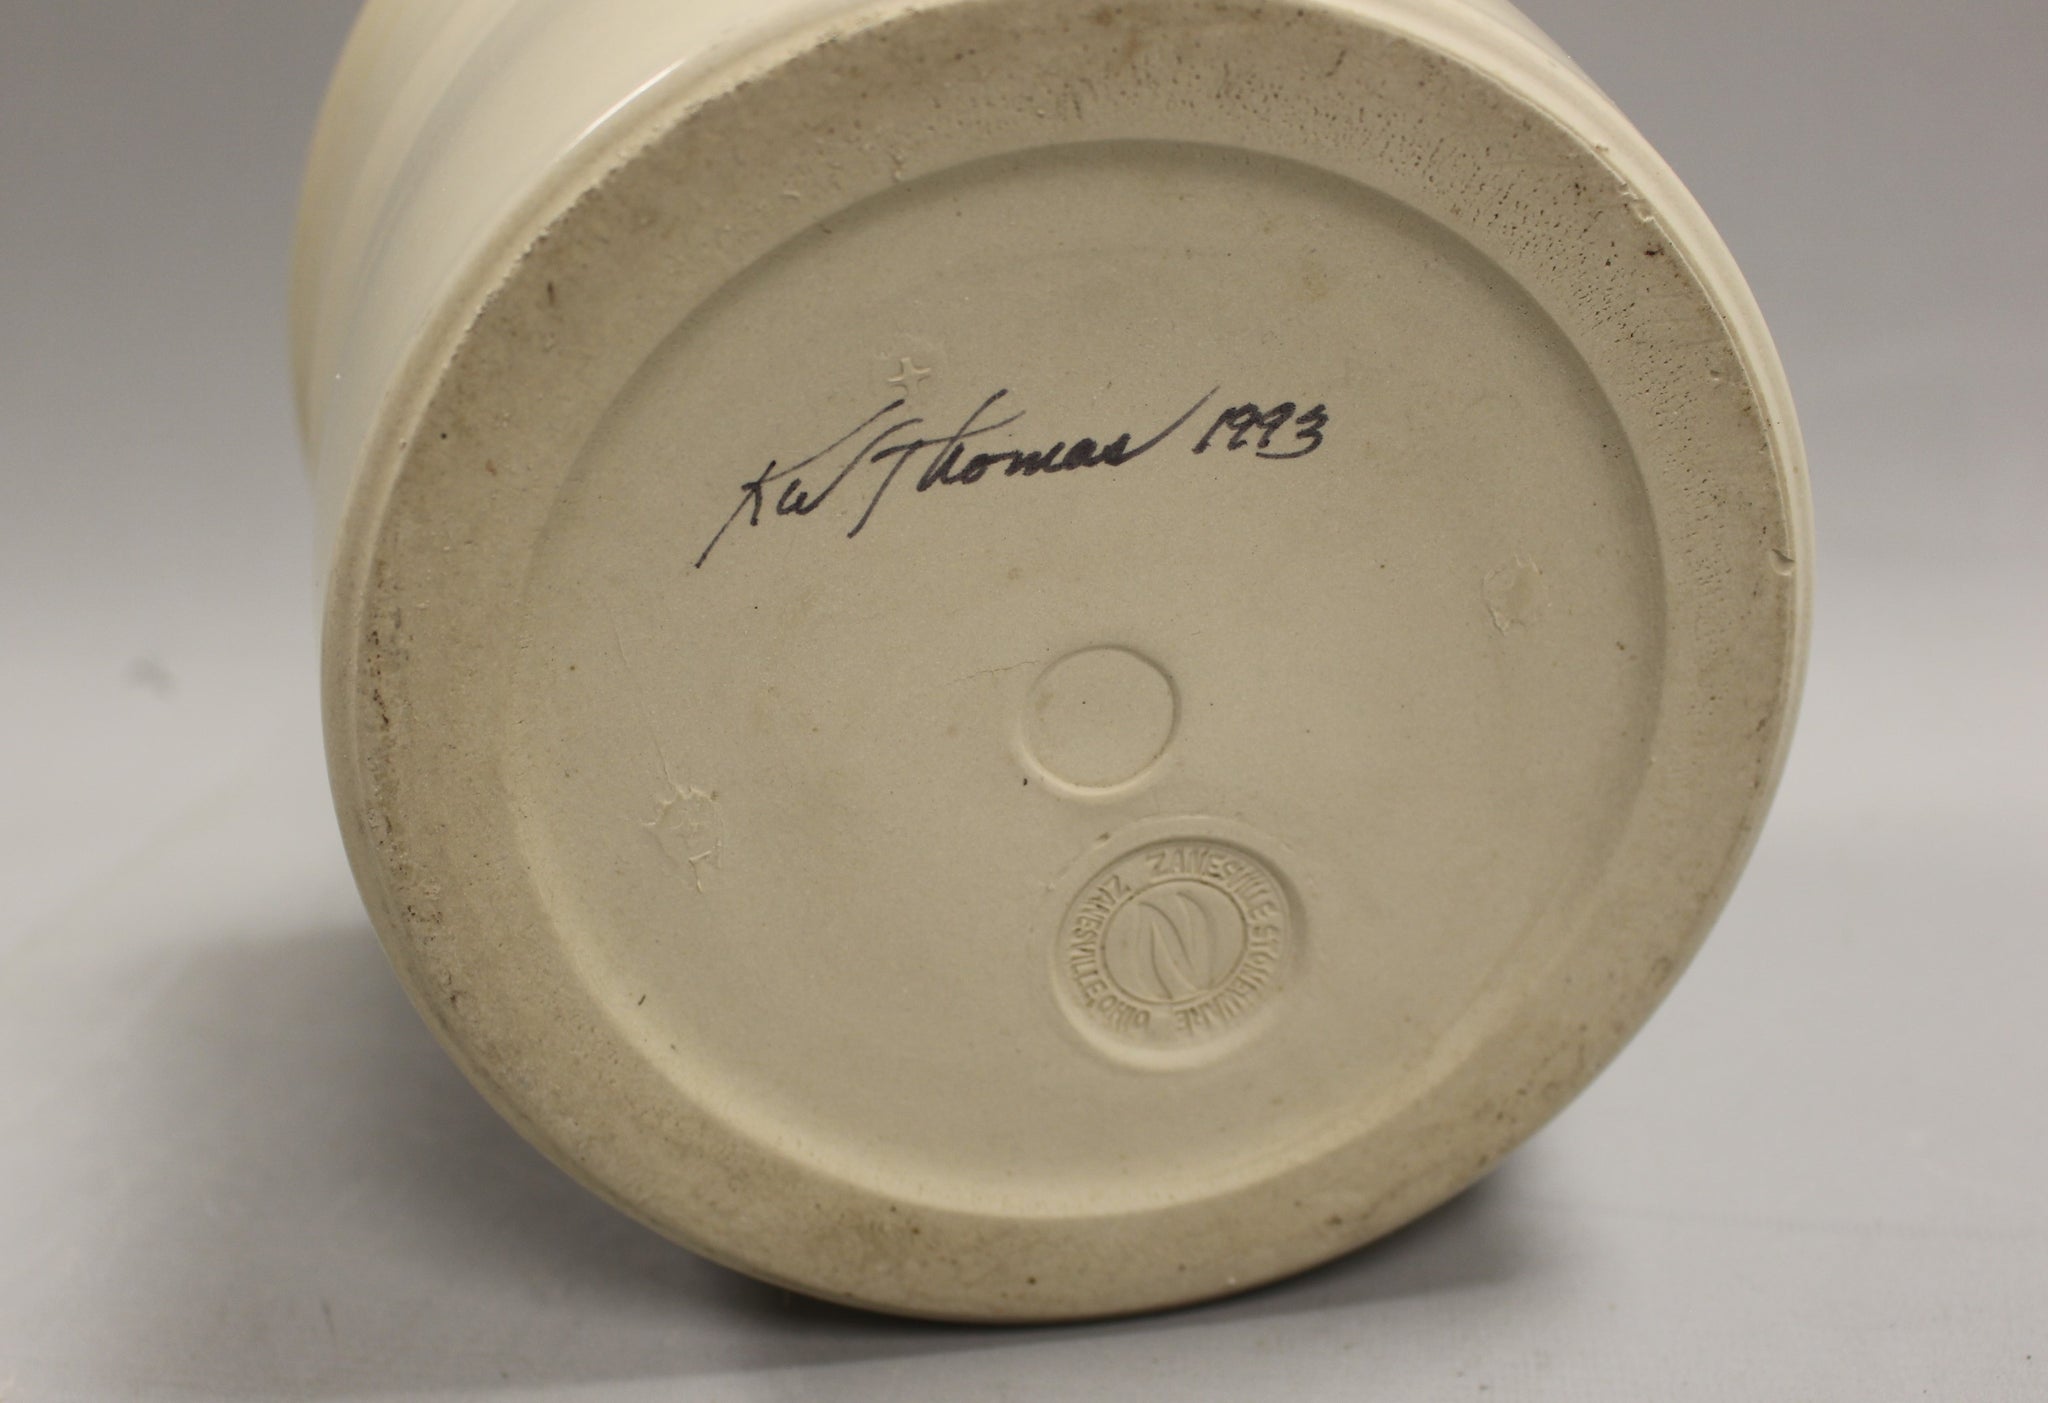 Kw Thomas 1993
ZANESVILLE STONEWARE
ZANESVILLE, OHIO